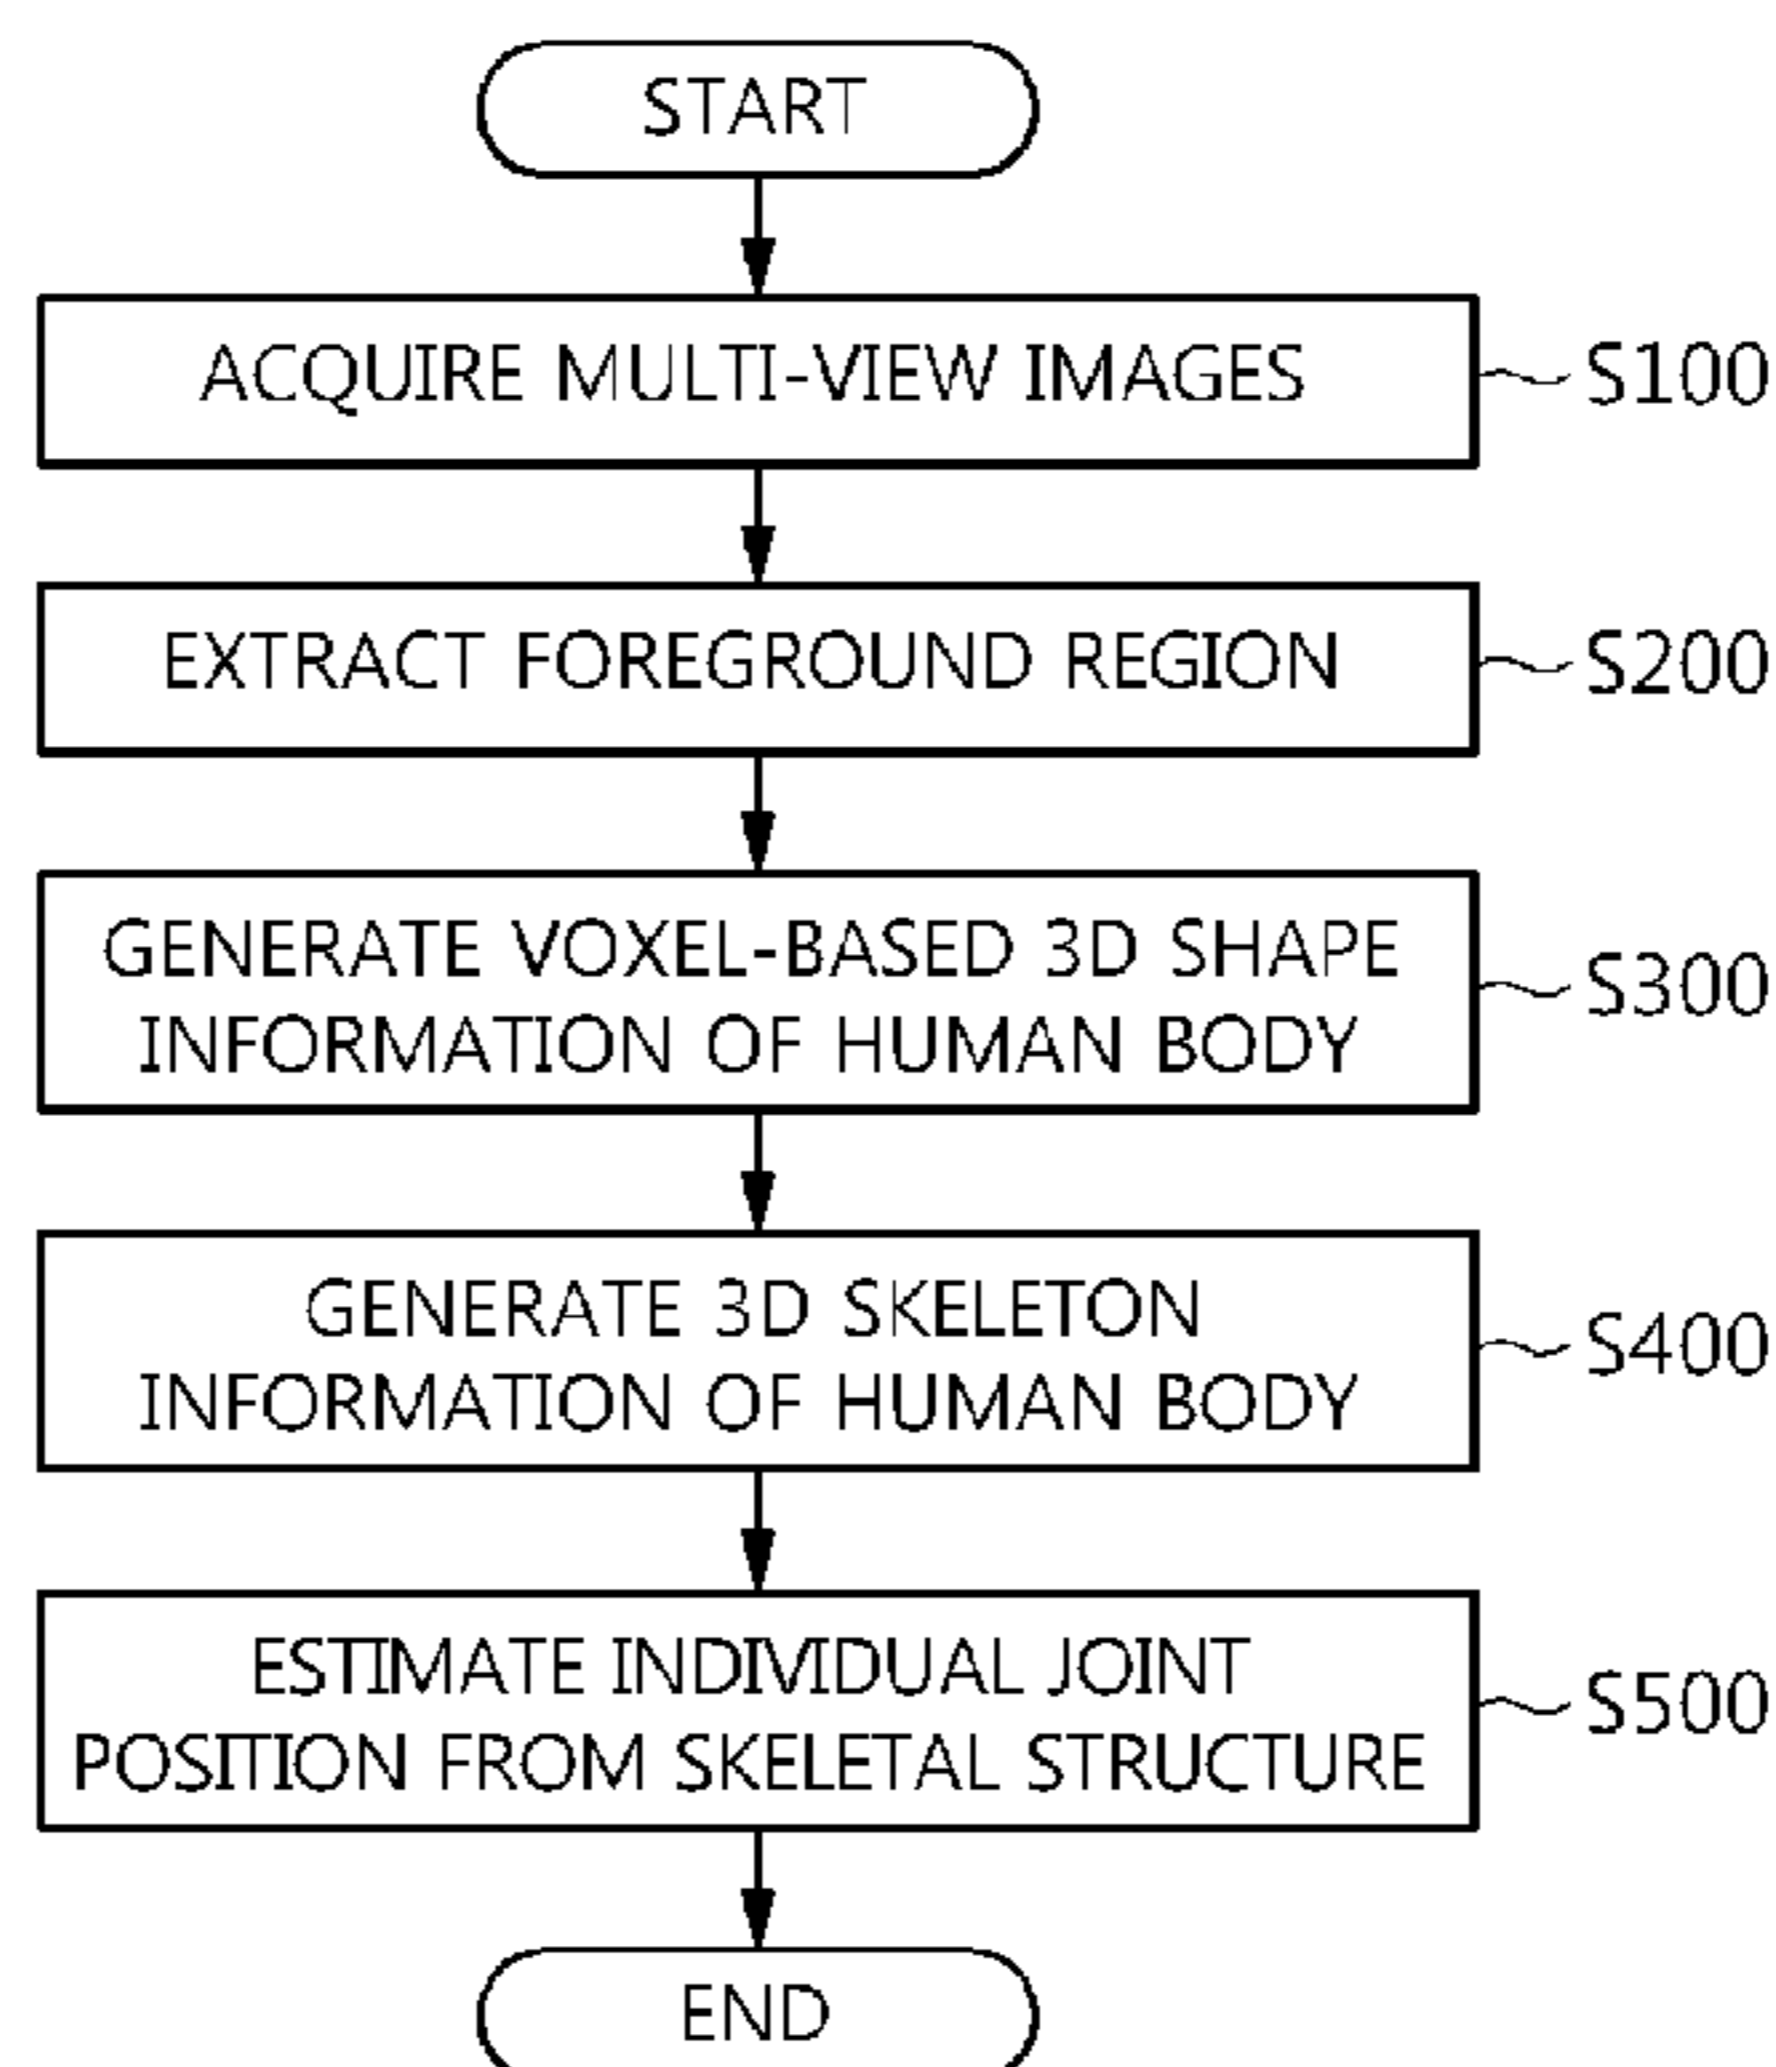 START
ACQUIRE MULTI-VIEW IMAGES
S100
EXTRACT FOREGROUND REGION
S200
GENERATE VOXEL-BASED 3D SHAPE
INFORMATION OF HUMAN BODY
S300
GENERATE 3D SKELETON
INFORMATION OF HUMAN BODY
S400
ESTIMATE INDIVIDUAL JOINT
POSITION FROM SKELETAL STRUCTURE
S500
END